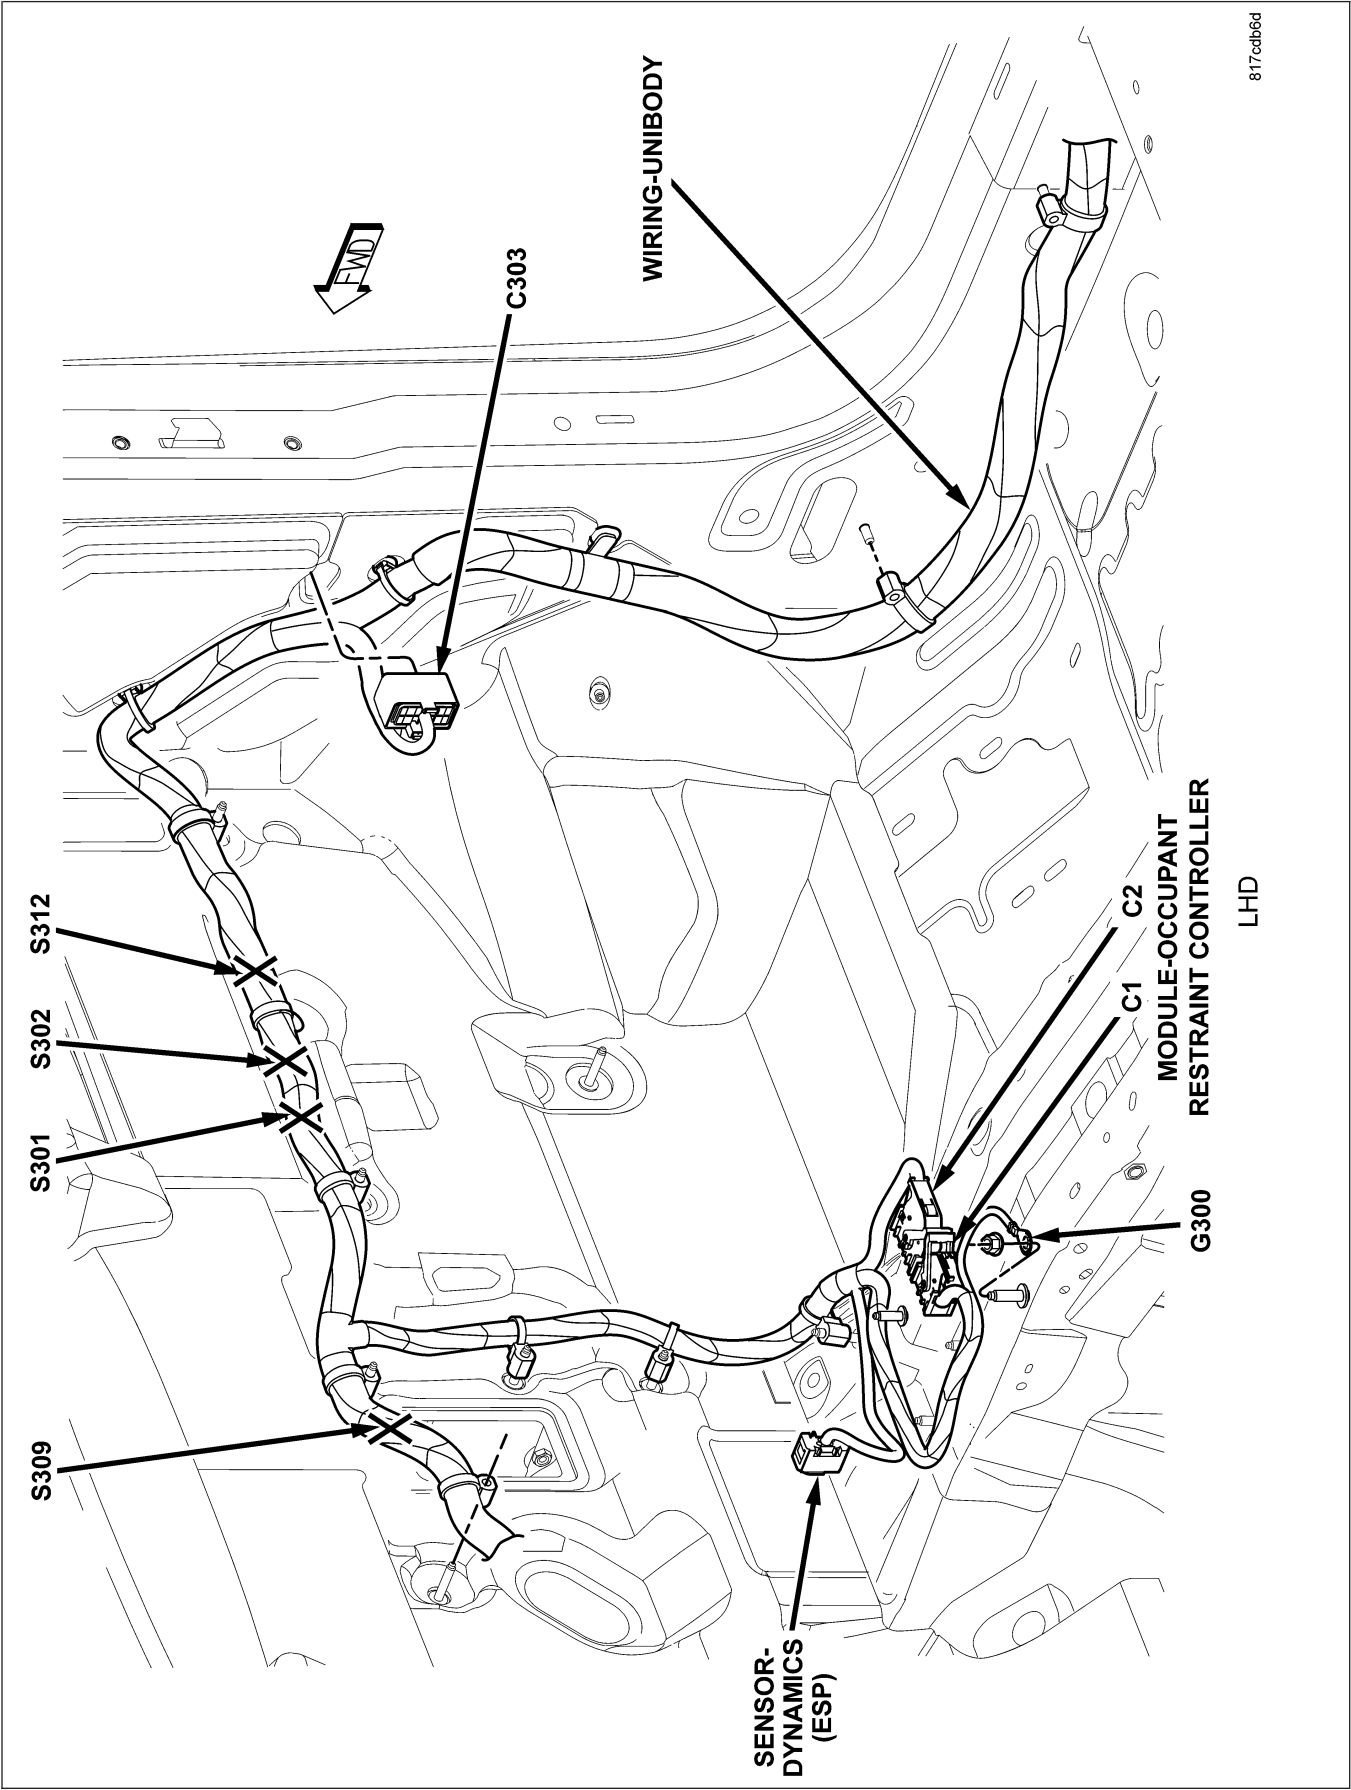 S309
S301
S302
S312
FWD
C303
WIRING-UNIBODY
SENSOR-
DYNAMICS
(ESP)
G300
C1
C2
MODULE-OCCUPANT
RESTRAINT CONTROLLER
LHD
817cdb6d